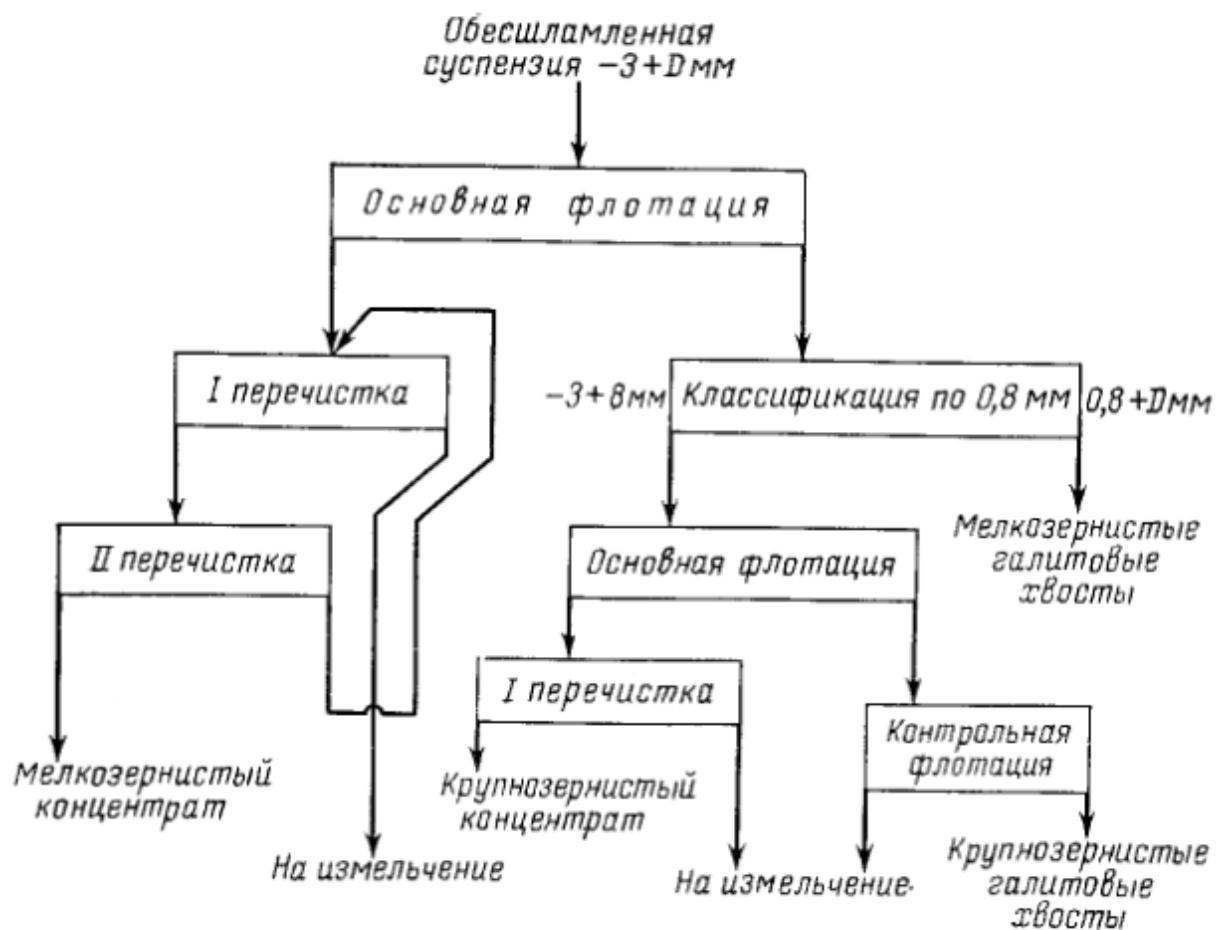 Обесшламленная
суспензия -3+D мм
Основная флотация
I перечистка
-3+8мм
Классификация по 0,8 мм
0,8+Dмм
II перечистка
Основная флотация
Мелкозернистые
галитовые
хвосты
I перечистка
Контрольная
флотация
Мелкозернистый
концентрат
Крупнозернистый
концентрат
На измельчение
На измельчение
Крупнозернистые
галитовые
хвосты